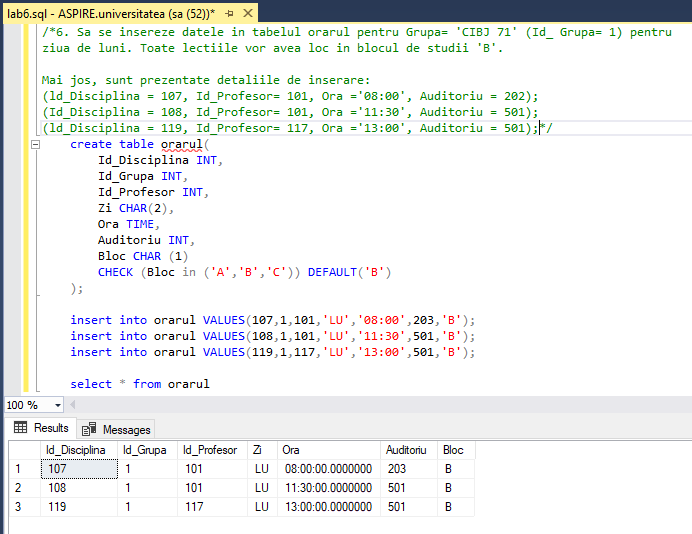 lab6.sql - ASPIRE.universitatea (sa (52))*
/*6. Sa se insereze datele in tabelul orarul pentru Grupa= 'CIBJ 71' (Id_ Grupa= 1) pentru
ziua de luni. Toate lectiile vor avea loc in blocul de studii 'B'.
Mai jos, sunt prezentate detaliile de inserare:
(ld_Disciplina = 107, Id_Profesor= 101, Ora ='08:00', Auditoriu = 202);
(Id_Disciplina = 108, Id_Profesor= 101, Ora ='11:30', Auditoriu = 501);
(ld_Disciplina = 119, Id_Profesor= 117, Ora ='13:00', Auditoriu = 501);*/
create table orarul(
Id_Disciplina INT,
Id_Grupa INT,
Id_Profesor INT,
Zi CHAR(2),
Ora TIME,
Auditoriu INT,
Bloc CHAR (1)
CHECK (Bloc in ('A','B','C')) DEFAULT('B')
);
insert into orarul VALUES(107,1,101,'LU','08:00',203,'B');
insert into orarul VALUES(108,1,101,'LU','11:30',501,'B');
insert into orarul VALUES(119,1,117,'LU','13:00',501,'B');
select * from orarul
100 %
Results Messages
Id_Disciplina Id_Grupa Id_Profesor Zi Ora Auditoriu Bloc
1 107 1 101 LU 08:00:00.0000000 203 B
2 108 1 101 LU 11:30:00.0000000 501 B
3 119 1 117 LU 13:00:00.0000000 501 B